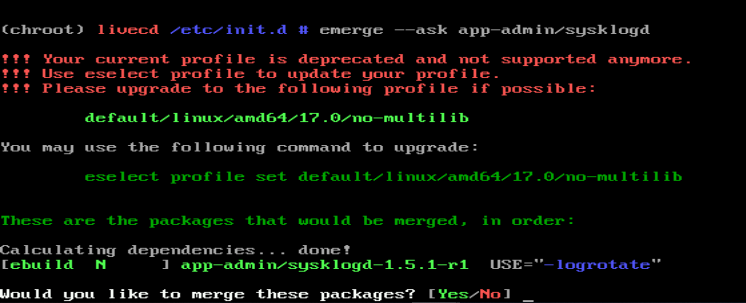 (chroot) livecd /etc/init.d # emerge --ask app-admin/sysklogd
!!! Your current profile is deprecated and not supported anymore.
!!! Use eselect profile to update your profile.
!!! Please upgrade to the following profile if possible:
default/linux/amd64/17.0/no-multilib
You may use the following command to upgrade:
eselect profile set default/linux/amd64/17.0/no-multilib
These are the packages that would be merged, in order:
Calculating dependencies... done!
[ebuild  N     ] app-admin/sysklogd-1.5.1-r1  USE="-logrotate"
Would you like to merge these packages? [Yes/No] _